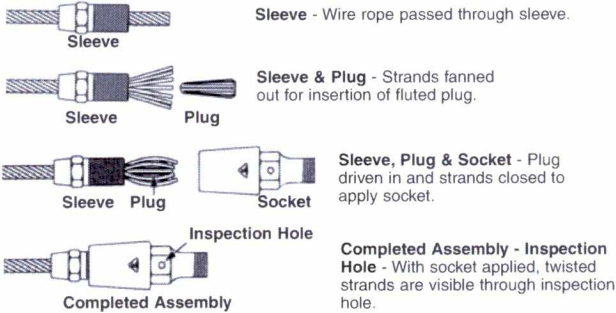 Sleeve - Wire rope passed through sleeve.
Sleeve
Sleeve & Plug - Strands fanned
out for insertion of fluted plug.
Sleeve Plug
Sleeve, Plug & Socket - Plug
driven in and strands closed to
apply socket.
Sleeve Plug Socket
Inspection Hole
Completed Assembly - Inspection
Hole - With socket applied, twisted
strands are visible through inspection
hole.
Completed Assembly